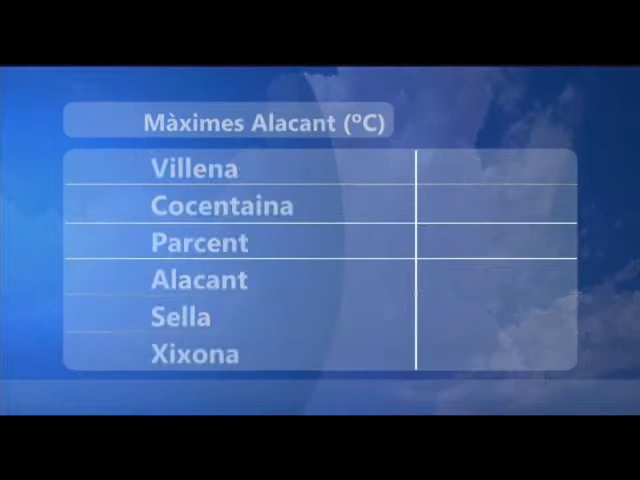 Màximes Alacant (ºC)
Villena
Cocentaina
Parcent
Alacant
Sella
Xixona